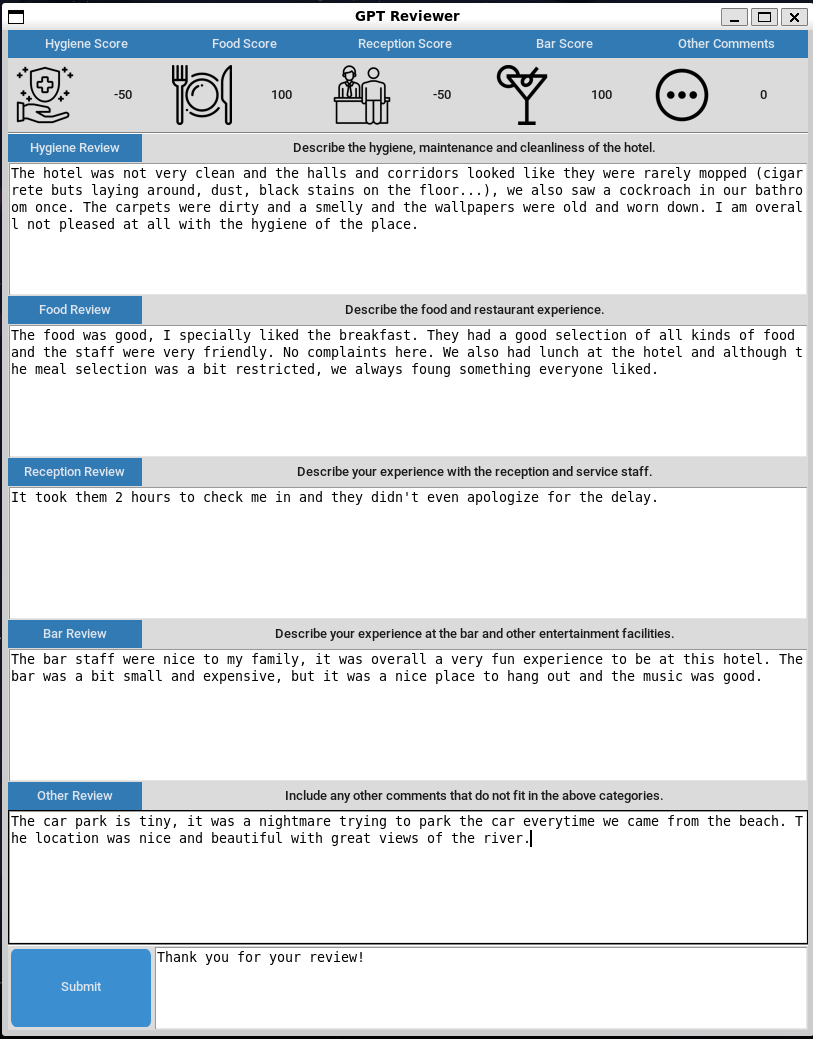 GPT Reviewer
Hygiene Score Food Score Reception Score Bar Score Other Comments
-50 100 -50 100 0
Hygiene Review Describe the hygiene, maintenance and cleanliness of the hotel.
The hotel was not very clean and the halls and corridors looked like they were rarely mopped (cigar
rete buts laying around, dust, black stains on the floor...), we also saw a cockroach in our bathro
om once. The carpets were dirty and a smelly and the wallpapers were old and worn down. I am overal
l not pleased at all with the hygiene of the place.
Food Review Describe the food and restaurant experience.
The food was good, I specially liked the breakfast. They had a good selection of all kinds of food
and the staff were very friendly. No complaints here. We also had lunch at the hotel and although t
he meal selection was a bit restricted, we always foung something everyone liked.
Reception Review Describe your experience with the reception and service staff.
It took them 2 hours to check me in and they didn't even apologize for the delay.
Bar Review Describe your experience at the bar and other entertainment facilities.
The bar staff were nice to my family, it was overall a very fun experience to be at this hotel. The
bar was a bit small and expensive, but it was a nice place to hang out and the music was good.
Other Review Include any other comments that do not fit in the above categories.
The car park is tiny, it was a nightmare trying to park the car everytime we came from the beach. T
he location was nice and beautiful with great views of the river.
Submit Thank you for your review!